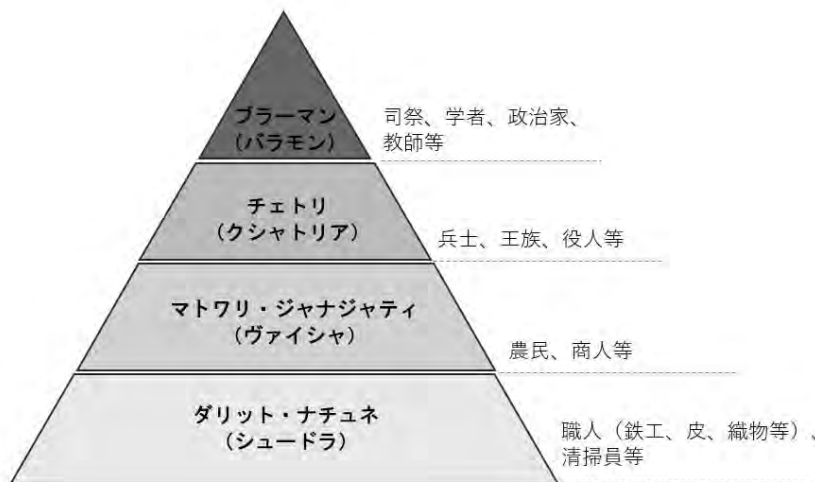 ブラーマン
（バラモン）
司祭、学者、政治家、
教師等
チェトリ
（クシャトリア）
兵士、王族、役人等
マトワリ・ジャナジャティ
（ヴァイシャ）
農民、商人等
ダリット・ナチュネ
（シュードラ）
職人（鉄工、皮、織物等）、
清掃員等